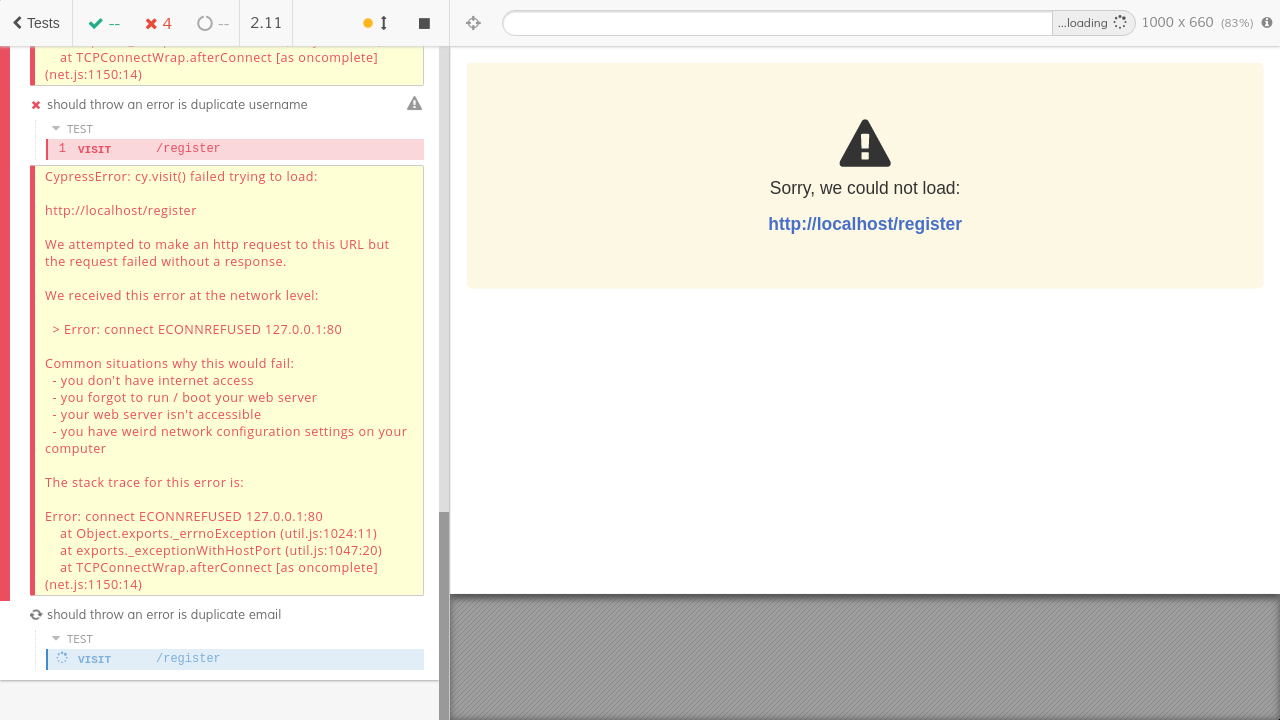 Tests
--
4
--
2.11
...loading
1000 x 660 (83%)
at TCPConnectWrap.afterConnect [as oncomplete]
(net.js:1150:14)
should throw an error is duplicate username
TEST
1 VISIT /register
CypressError: cy.visit() failed trying to load:
http://localhost/register
We attempted to make an http request to this URL but
the request failed without a response.
We received this error at the network level:
> Error: connect ECONNREFUSED 127.0.0.1:80
Common situations why this would fail:
- you don't have internet access
- you forgot to run / boot your web server
- your web server isn't accessible
- you have weird network configuration settings on your
computer
The stack trace for this error is:
Error: connect ECONNREFUSED 127.0.0.1:80
at Object.exports._errnoException (util.js:1024:11)
at exports._exceptionWithHostPort (util.js:1047:20)
at TCPConnectWrap.afterConnect [as oncomplete]
(net.js:1150:14)
should throw an error is duplicate email
TEST
VISIT /register
Sorry, we could not load:
http://localhost/register